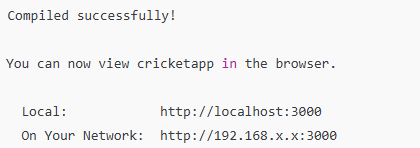 Compiled successfully!
You can now view cricketapp in the browser.
Local: http://localhost:3000
On Your Network: http://192.168.x.x:3000